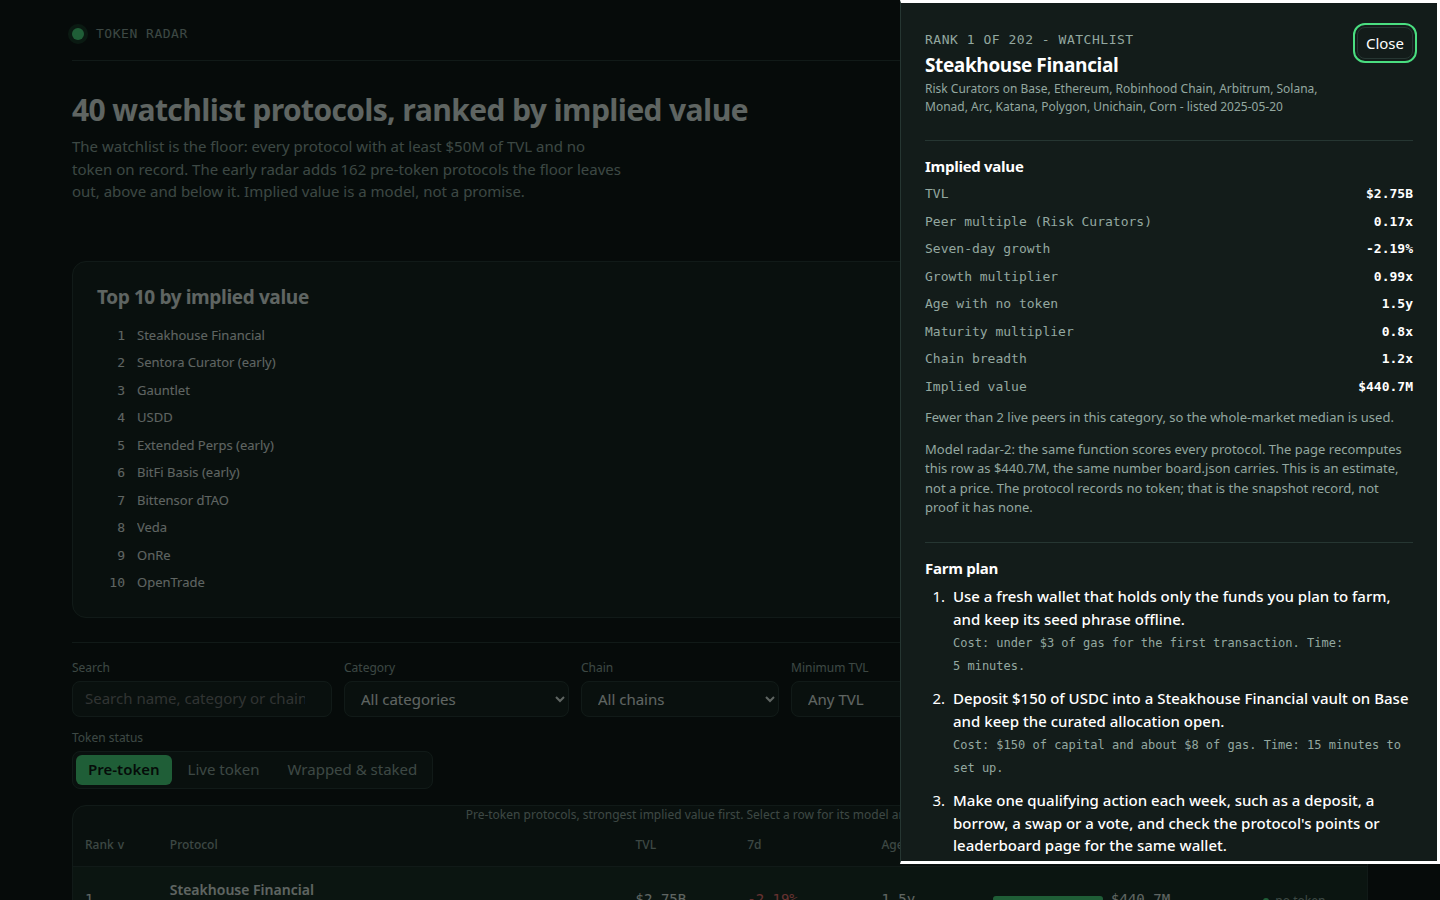 TOKEN RADAR
40 watchlist protocols, ranked by implied value
The watchlist is the floor: every protocol with at least $50M of TVL and no
token on record. The early radar adds 162 pre-token protocols the floor leaves
out, above and below it. Implied value is a model, not a promise.
Top 10 by implied value
1 Steakhouse Financial
2 Sentora Curator (early)
3 Gauntlet
4 USDD
5 Extended Perps (early)
6 BitFi Basis (early)
7 Bittensor dTAO
8 Veda
9 OnRe
10 OpenTrade
Search Category Chain Minimum TVL
Search name, category or chain All categories All chains Any TVL
Token status
Pre-token Live token Wrapped & staked
Pre-token protocols, strongest implied value first. Select a row for its model
Rank v Protocol TVL 7d Age
Steakhouse Financial
1 $2.75B -2.19% 1.5y $440.7M no token
RANK 1 OF 202 - WATCHLIST
Close
Steakhouse Financial
Risk Curators on Base, Ethereum, Robinhood Chain, Arbitrum, Solana,
Monad, Arc, Katana, Polygon, Unichain, Corn - listed 2025-05-20
Implied value
TVL $2.75B
Peer multiple (Risk Curators) 0.17x
Seven-day growth -2.19%
Growth multiplier 0.99x
Age with no token 1.5y
Maturity multiplier 0.8x
Chain breadth 1.2x
Implied value $440.7M
Fewer than 2 live peers in this category, so the whole-market median is used.
Model radar-2: the same function scores every protocol. The page recomputes
this row as $440.7M, the same number board.json carries. This is an estimate,
not a price. The protocol records no token; that is the snapshot record, not
proof it has none.
Farm plan
1. Use a fresh wallet that holds only the funds you plan to farm,
and keep its seed phrase offline.
Cost: under $3 of gas for the first transaction. Time:
5 minutes.
2. Deposit $150 of USDC into a Steakhouse Financial vault on Base
and keep the curated allocation open.
Cost: $150 of capital and about $8 of gas. Time: 15 minutes to
set up.
3. Make one qualifying action each week, such as a deposit, a
borrow, a swap or a vote, and check the protocol's points or
leaderboard page for the same wallet.